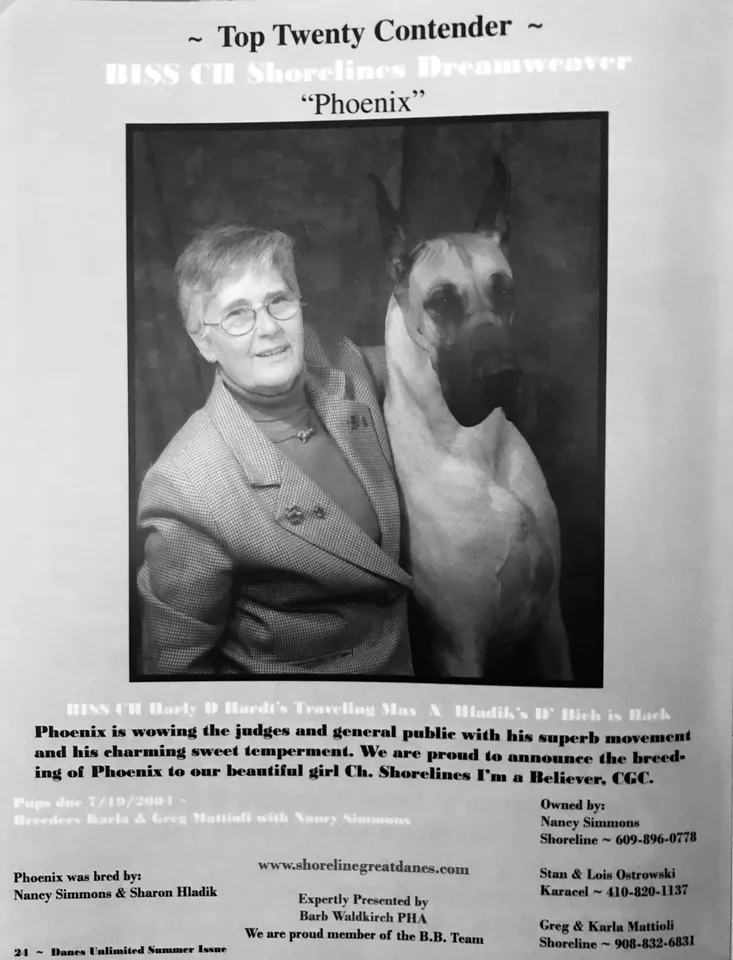 ~ Top Twenty Contender ~
BISS CH Shorelines Dreamweaver
“Phoenix”
BISS CH Harly D Hardt's Traveling Max X Hladik's D' Bich is Back
Phoenix is wowing the judges and general public with his superb movement
and his charming sweet temperment. We are proud to announce the breed-
ing of Phoenix to our beautiful girl Ch. Shorelines I'm a Believer, CGC.
Pups due 7/19/2004 ~
Breeders Karla & Greg Mattioli with Nancy Simmons
Phoenix was bred by:
Nancy Simmons & Sharon Hladik
www.shorelinegreatdanes.com
Expertly Presented by
Barb Waldkirch PHA
We are proud member of the B.B. Team
Owned by:
Nancy Simmons
Shoreline ~ 609-896-0778
Stan & Lois Ostrowski
Karacel ~ 410-820-1137
Greg & Karla Mattioli
Shoreline ~ 908-832-6831
24 ~ Danes Unlimited Summer Issue